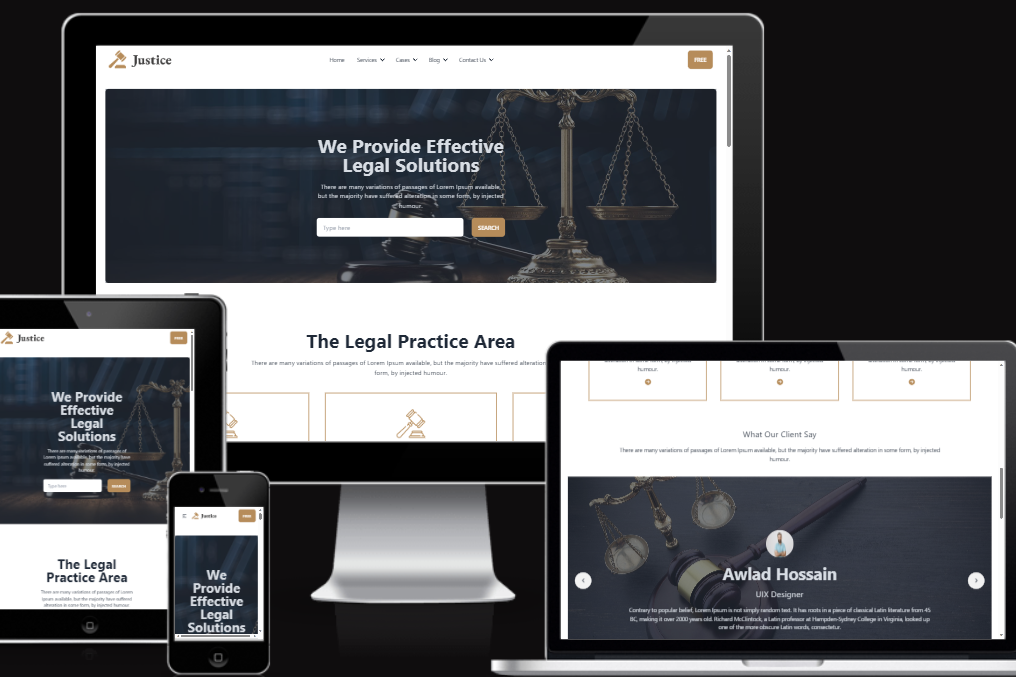 Justice
Home Services Cases Blog Contact Us
FREE
We Provide Effective
Legal Solutions
There are many variations of passages of Lorem Ipsum available,
but the majority have suffered alteration in some form, by injected
humour.
Type here
SEARCH
The Legal Practice Area
There are many variations of passages of Lorem Ipsum available, but the majority have suffered alteration
form, by injected humour.
Justice
FREE
We Provide
Effective
Legal
Solutions
There are many variations of passages of
Lorem Ipsum available, but the majority have
suffered alteration in some form, by injected
humour.
Type here
SEARCH
The Legal
Practice Area
There are many variations of passages of Lorem
Ipsum available, but the majority have suffered
alteration in some form, by injected
Justice
FREE
We
Provide
Effective
Legal
Solutions
humour.
humour.
humour.
What Our Client Say
There are many variations of passages of Lorem Ipsum available, but the majority have suffered alteration in some form, by injected
humour.
Awlad Hossain
UIX Designer
Contrary to popular belief, Lorem Ipsum is not simply random text. It has roots in a piece of classical Latin literature from 45
BC, making it over 2000 years old. Richard McClintock, a Latin professor at Hampden-Sydney College in Virginia, looked up
one of the more obscure Latin words, consectetur.